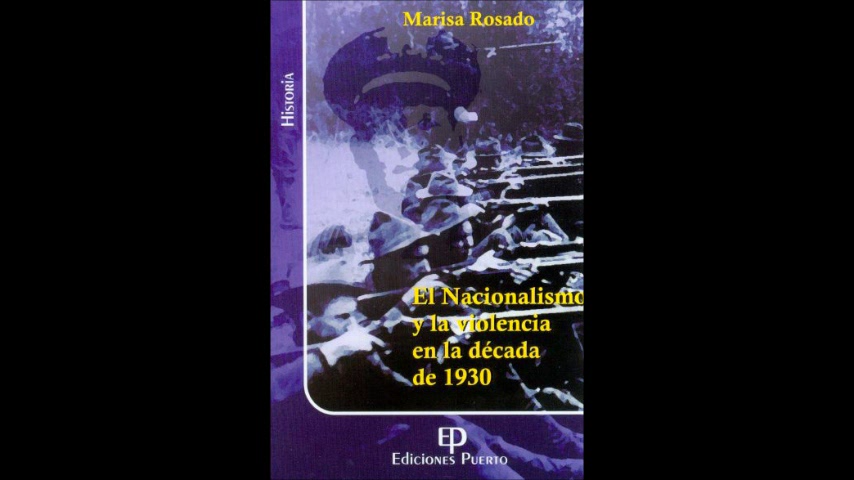 Marisa Rosado
HISTORIA
El Nacionalismo
y la violencia
en la década
de 1930
EP
EDICIONES PUERTO